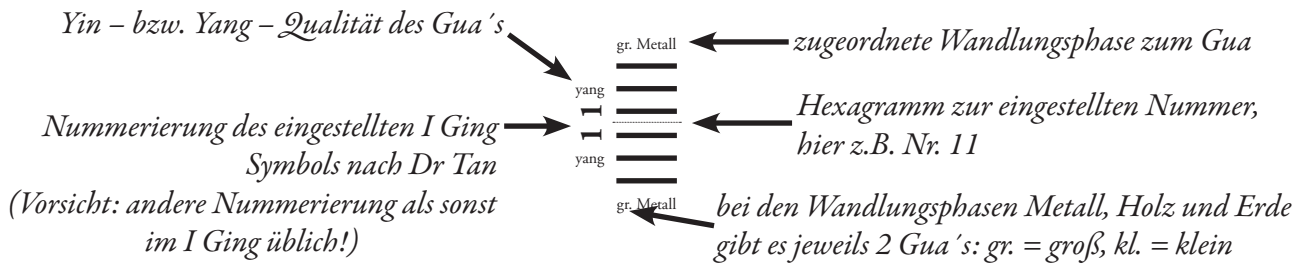 Yin – bzw. Yang – Qualität des Gua´s
Nummerierung des eingestellten I Ging
Symbols nach Dr Tan
(Vorsicht: andere Nummerierung als sonst
im I Ging üblich!)
gr. Metall
yang
1
1
yang
gr. Metall
zugeordnete Wandlungsphase zum Gua
Hexagramm zur eingestellten Nummer,
hier z.B. Nr. 11
bei den Wandlungsphasen Metall, Holz und Erde
gibt es jeweils 2 Gua´s: gr. = groß, kl. = klein